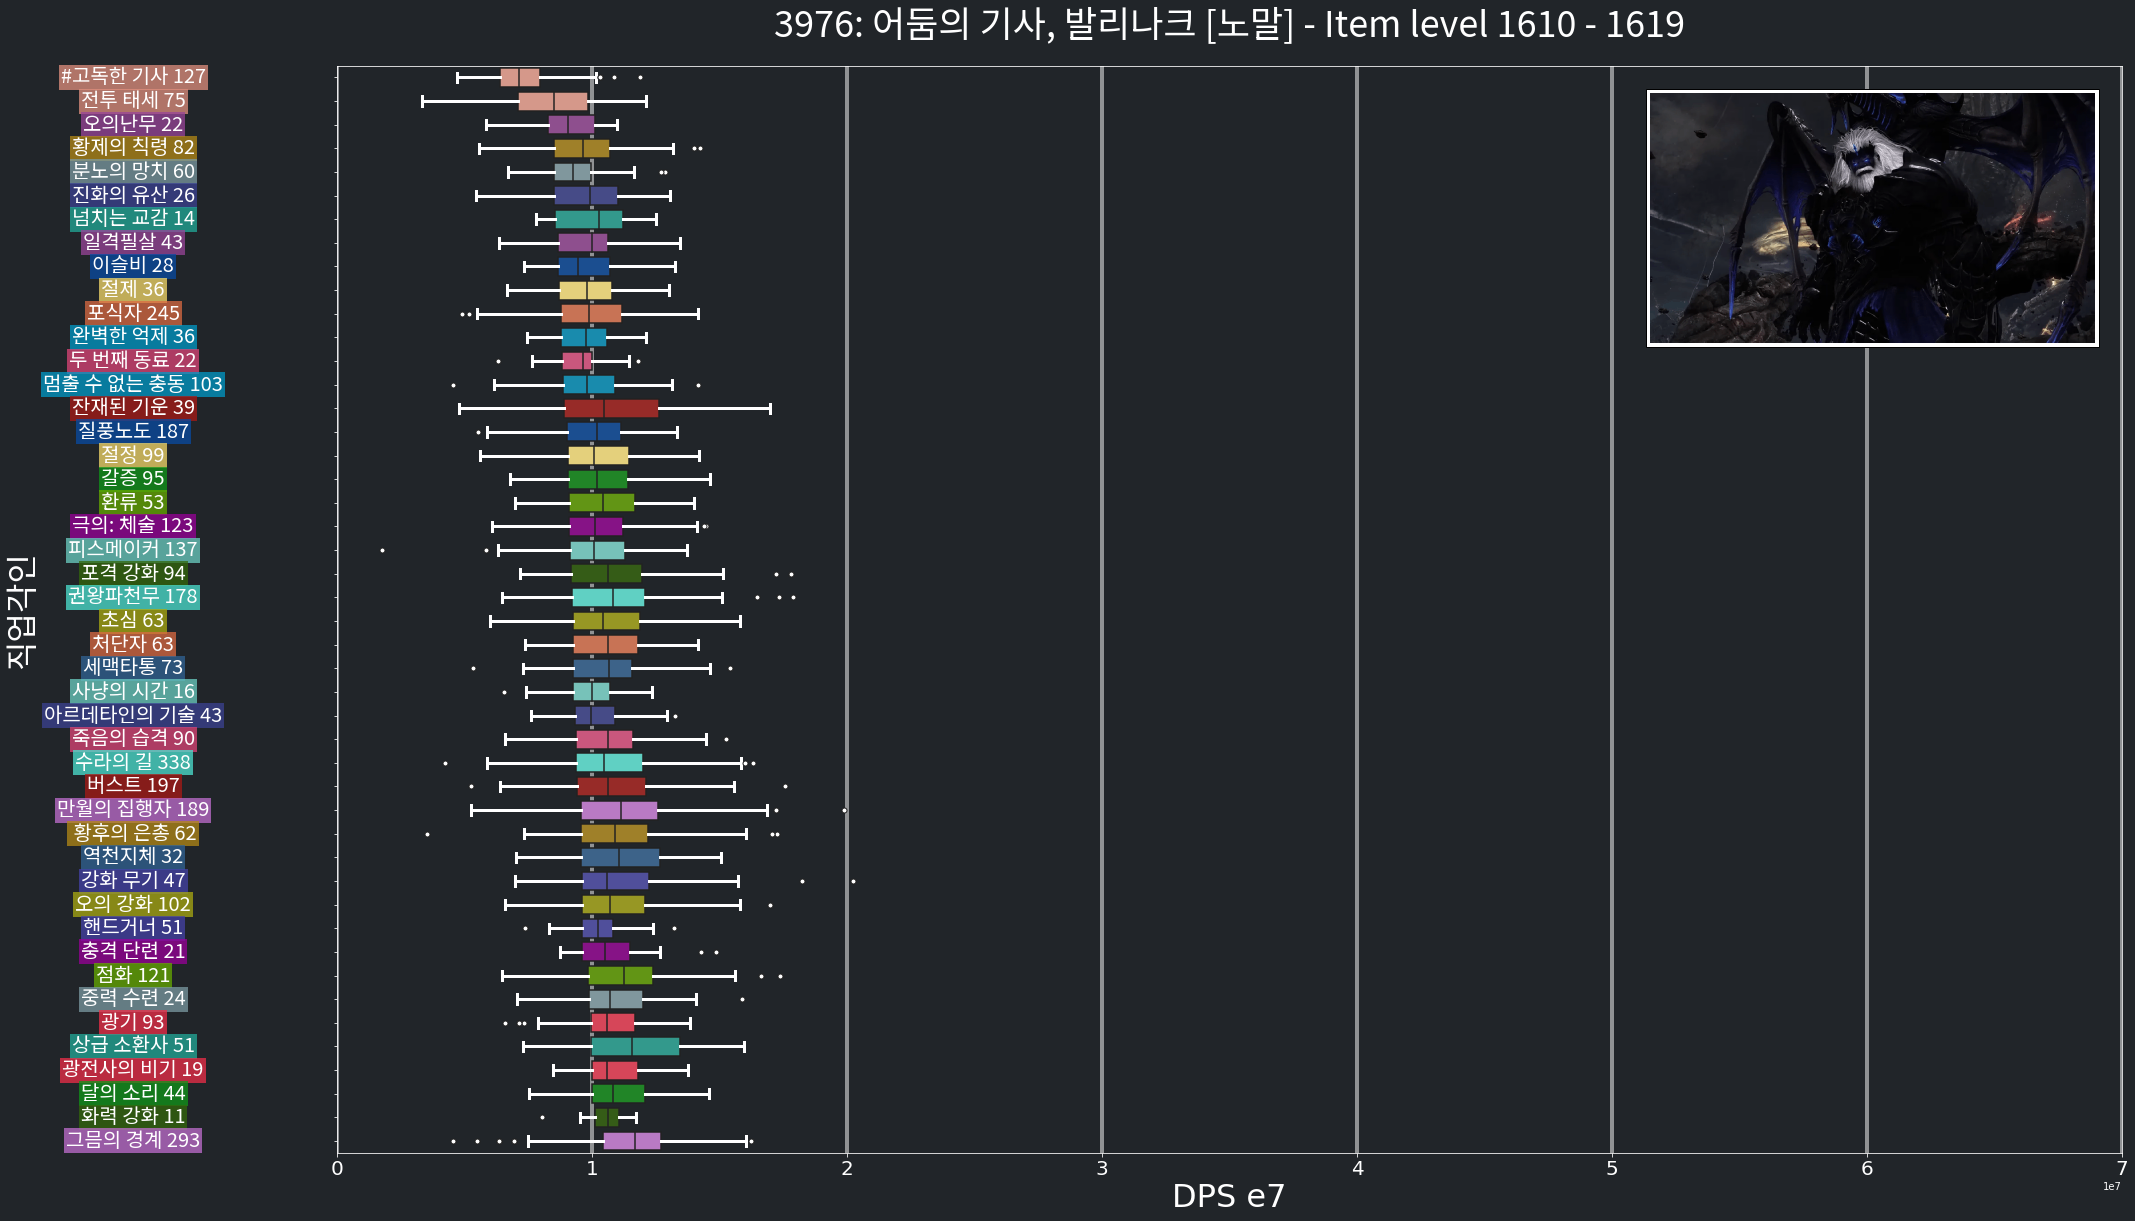 3976: 어둠의 기사, 발리나크 [노말] - Item level 1610 - 1619
#고독한 기사 127
전투 태세 75
오의난무 22
황제의 칙령 82
분노의 망치 60
진화의 유산 26
넘치는 교감 14
일격필살 43
이슬비 28
절제 36
포식자 245
완벽한 억제 36
두 번째 동료 22
멈출 수 없는 충동 103
잔재된 기운 39
질풍노도 187
절정 99
갈증 95
환류 53
극의: 체술 123
피스메이커 137
포격 강화 94
권왕파천무 178
초심 63
처단자 63
세맥타통 73
사냥의 시간 16
아르데타인의 기술 43
죽음의 습격 90
수라의 길 338
버스트 197
만월의 집행자 189
황후의 은총 62
역천지체 32
강화 무기 47
오의 강화 102
핸드거너 51
충격 단련 21
점화 121
중력 수련 24
광기 93
상급 소환사 51
광전사의 비기 19
달의 소리 44
화력 강화 11
그믐의 경계 293
직업각인
0 1 2 3 4 5 6 7
1e7
DPS e7